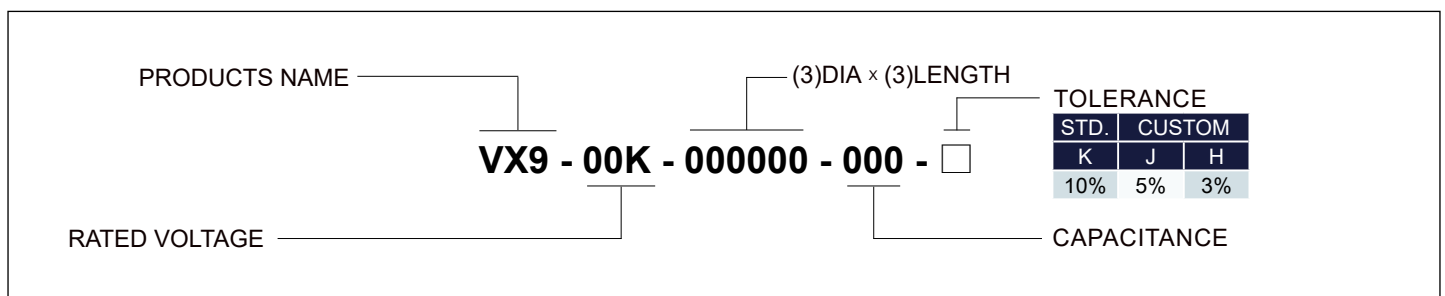 PRODUCTS NAME
(3)DIA x (3)LENGTH
TOLERANCE
STD. CUSTOM
K J H
10% 5% 3%
VX9 - 00K - 000000 - 000 - □
RATED VOLTAGE
CAPACITANCE